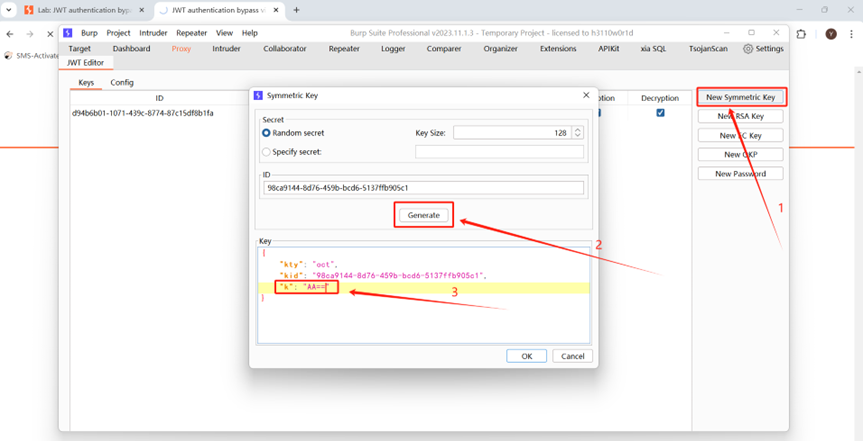 Lab: JWT authentication byp
JWT authentication bypass v
SMS-Activate
Burp Project Intruder Repeater View Help
Burp Suite Professional v2023.11.1.3 - Temporary Project - licensed to h3110w0r1d
Target Dashboard Proxy Intruder Collaborator Repeater Logger Comparer Organizer Extensions APIKit xia SQL TsojanScan Settings
JWT Editor
Keys Config
ID Decryption
d94b6b01-1071-439c-8774-87c15df8b1fa
New Symmetric Key
New RSA Key
New EC Key
New OKP
New Password
1
Symmetric Key
Secret
Random secret Key Size: 128
Specify secret:
ID
98ca9144-8d76-459b-bcd6-5137ffb905c1
Generate
2
Key
{
"kty": "oct",
"kid": "98ca9144-8d76-459b-bcd6-5137ffb905c1",
"k": "AA=="
}
3
OK Cancel
Y